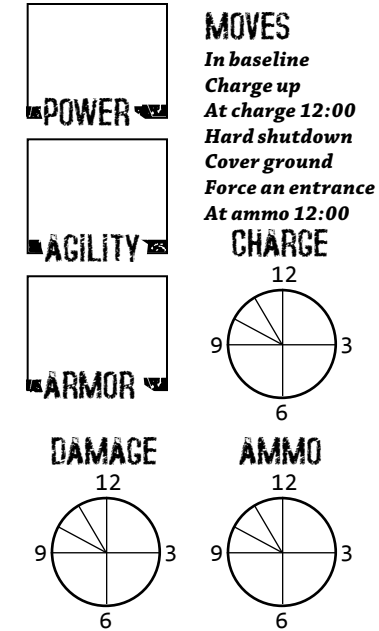 POWER
AGILITY
ARMOR
MOVES
In baseline
Charge up
At charge 12:00
Hard shutdown
Cover ground
Force an entrance
At ammo 12:00
CHARGE
12
9 3
6
DAMAGE
12
9 3
6
AMMO
12
9 3
6